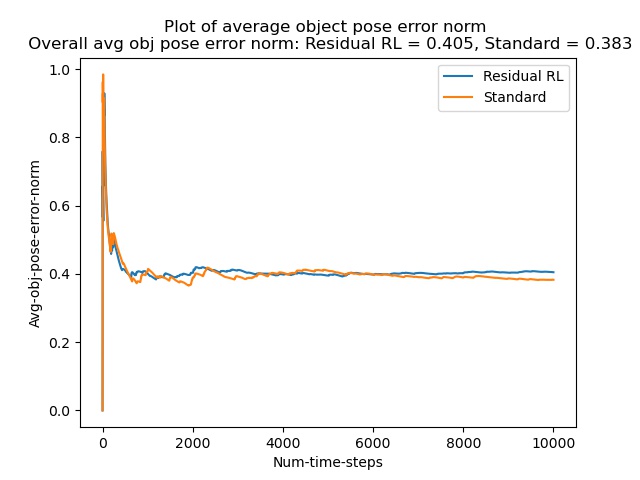 Plot of average object pose error norm
Overall avg obj pose error norm: Residual RL = 0.405, Standard = 0.383
Residual RL
Standard
1.0
0.8
0.6
0.4
0.2
0.0
Avg-obj-pose-error-norm
0 2000 4000 6000 8000 10000
Num-time-steps